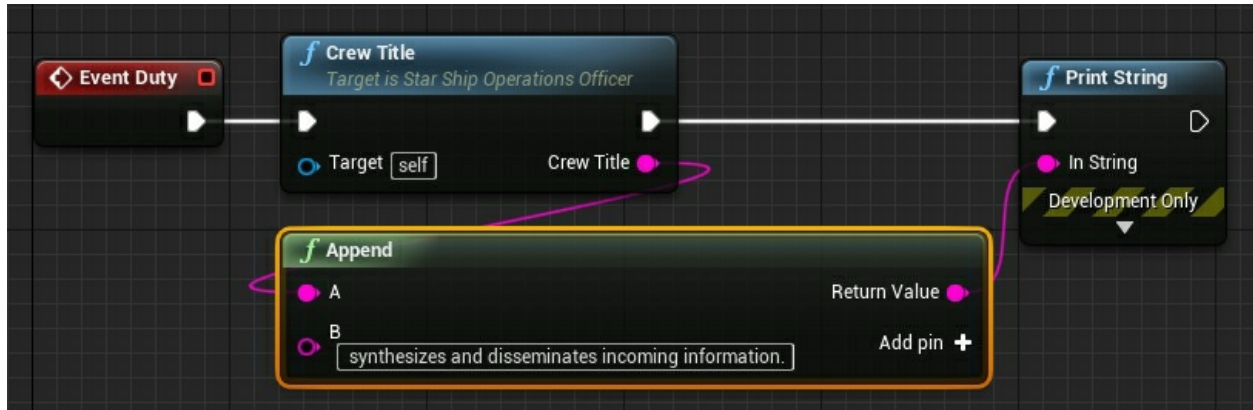 Event Duty
f Crew Title
Target is Star Ship Operations Officer
Target self
Crew Title
f Print String
In String
Development Only
f Append
A
Return Value
B
synthesizes and disseminates incoming information.
Add pin +